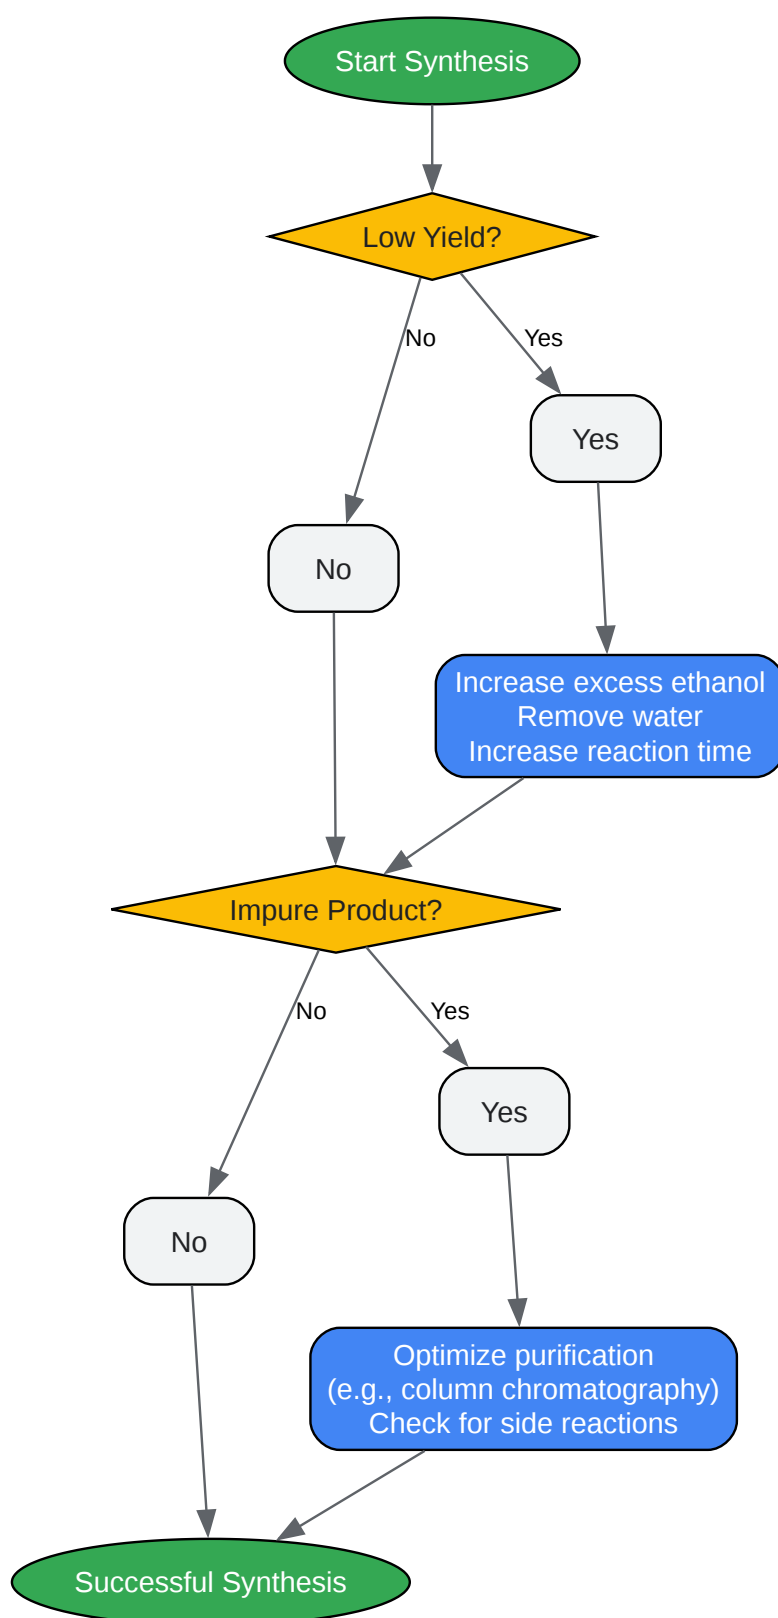 Start Synthesis
Low Yield?
No
Yes
Yes
No
Increase excess ethanol
Remove water
Increase reaction time
Impure Product?
No
Yes
Yes
No
Optimize purification
(e.g., column chromatography)
Check for side reactions
Successful Synthesis